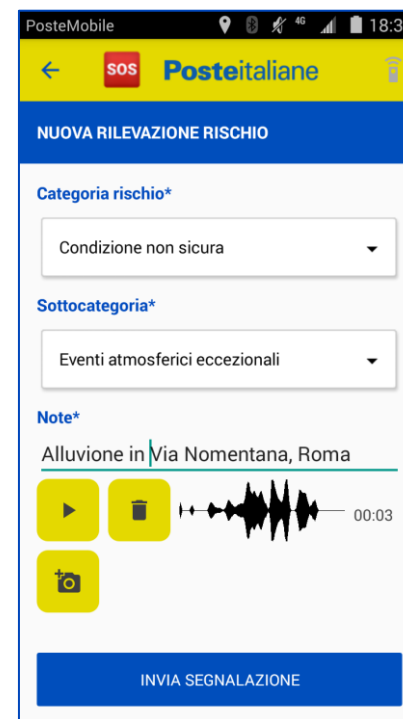 PosteMobile 4G 18:3
SOS Posteitaliane
NUOVA RILEVAZIONE RISCHIO
Categoria rischio*
Condizione non sicura
Sottocategoria*
Eventi atmosferici eccezionali
Note*
Alluvione in Via Nomentana, Roma
00:03
INVIA SEGNALAZIONE